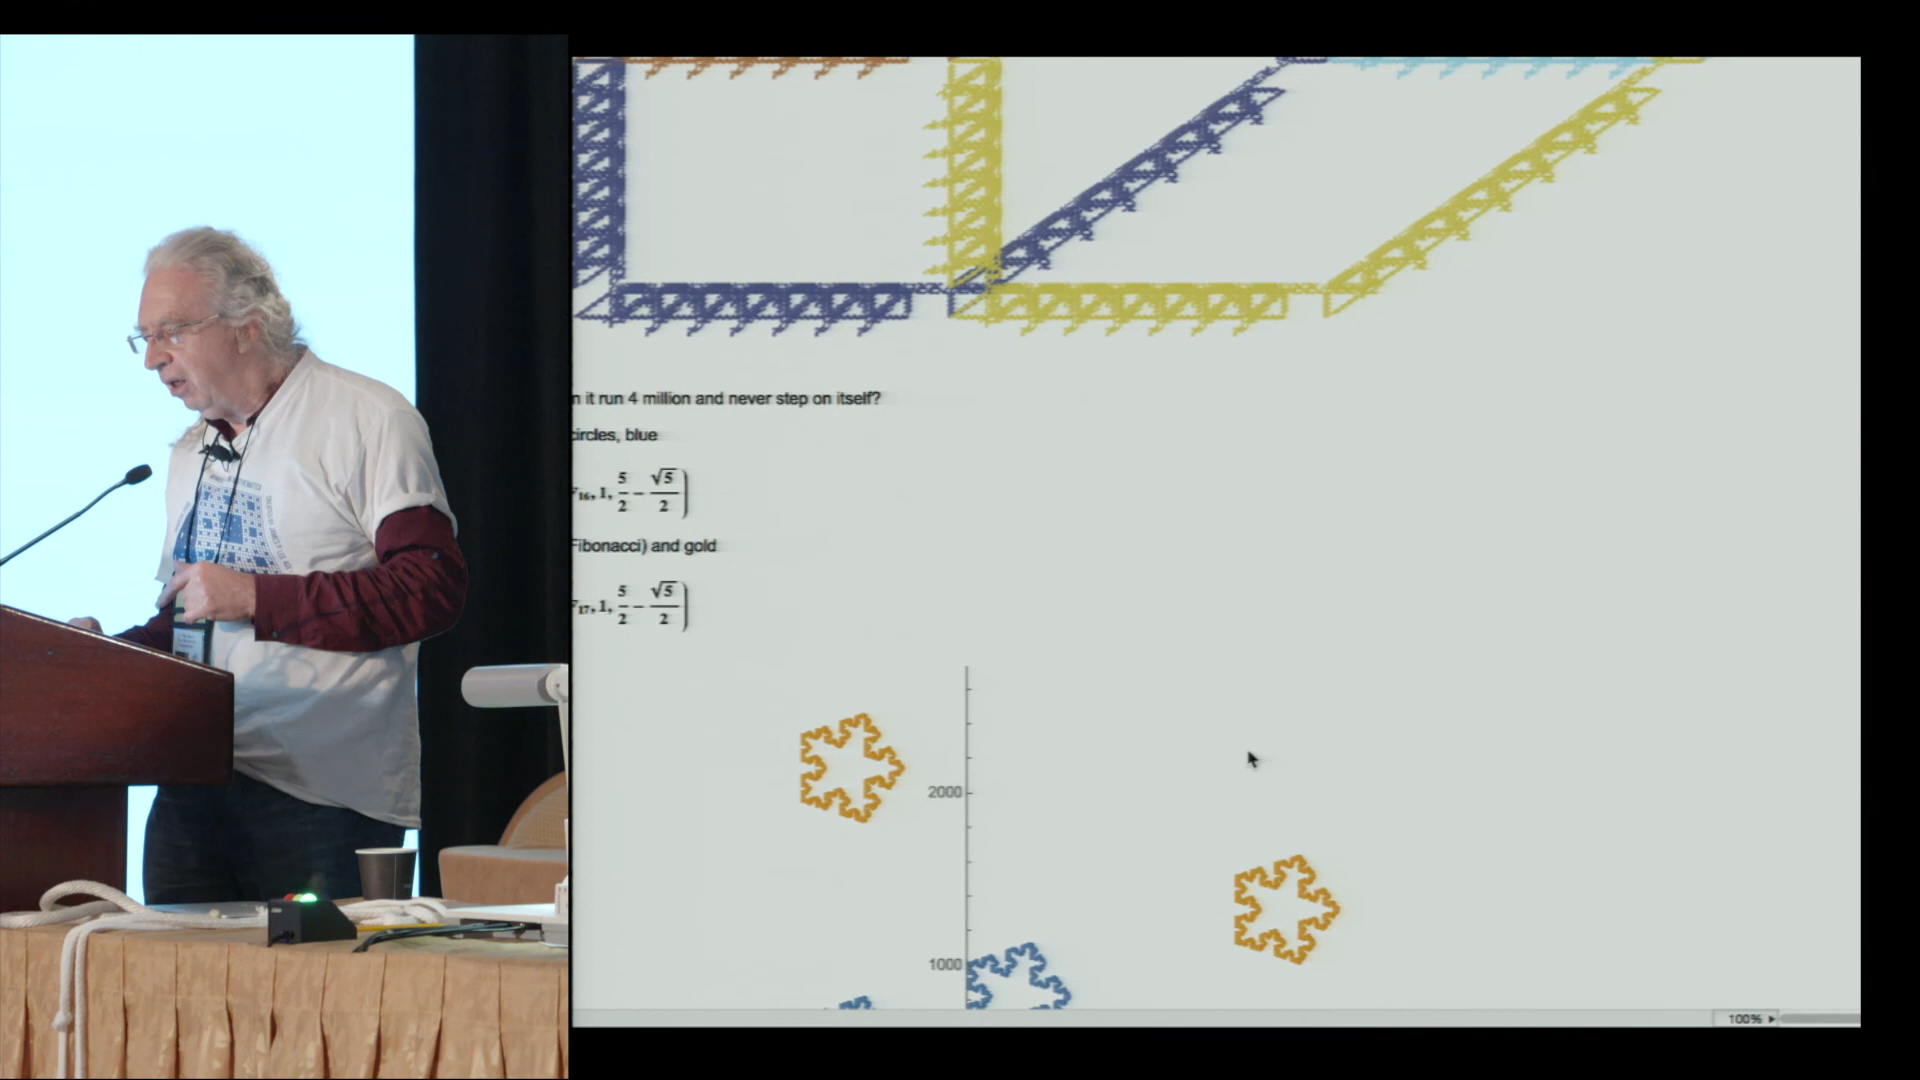 n it run 4 million and never step on itself?
circles, blue
F₁₆, 1, 5/2 − √5/2)
Fibonacci) and gold
F₁₇, 1, 5/2 − √5/2)
2000
1000
100%